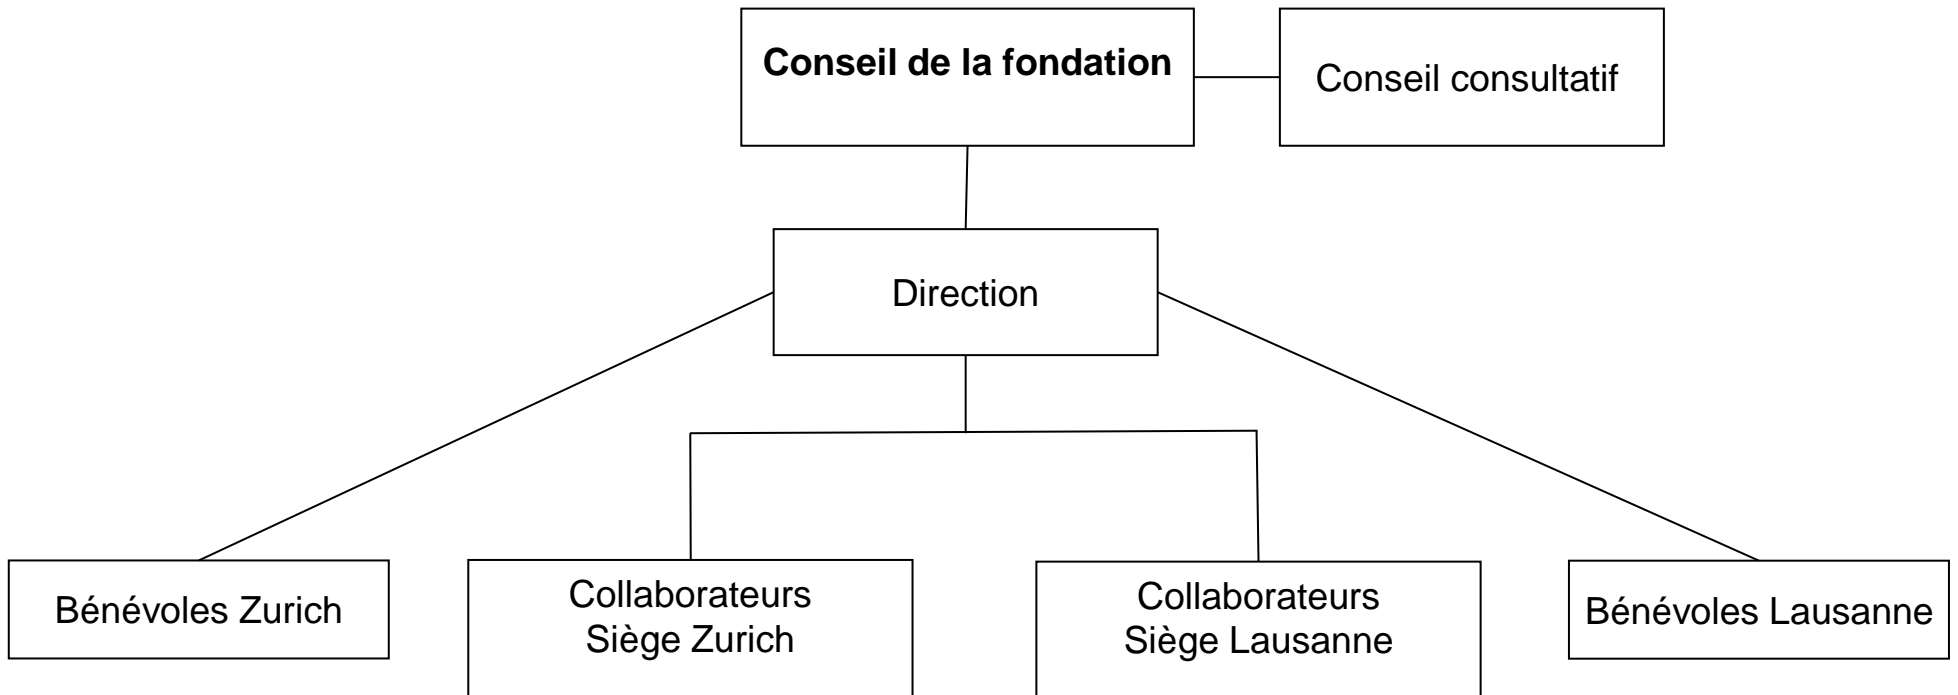 Conseil de la fondation
Conseil consultatif
Direction
Bénévoles Zurich
Collaborateurs
Siège Zurich
Collaborateurs
Siège Lausanne
Bénévoles Lausanne